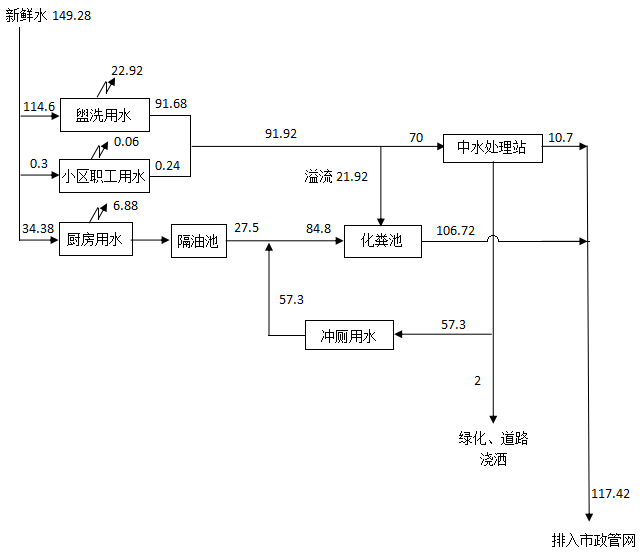 新鲜水 149.28
22.92
114.6
盥洗用水
91.68
91.92
70
中水处理站
10.7
0.06
0.3
小区职工用水
0.24
溢流 21.92
6.88
34.38
厨房用水
隔油池
27.5
84.8
化粪池
106.72
57.3
冲厕用水
57.3
2
绿化、道路
浇洒
117.42
排入市政管网